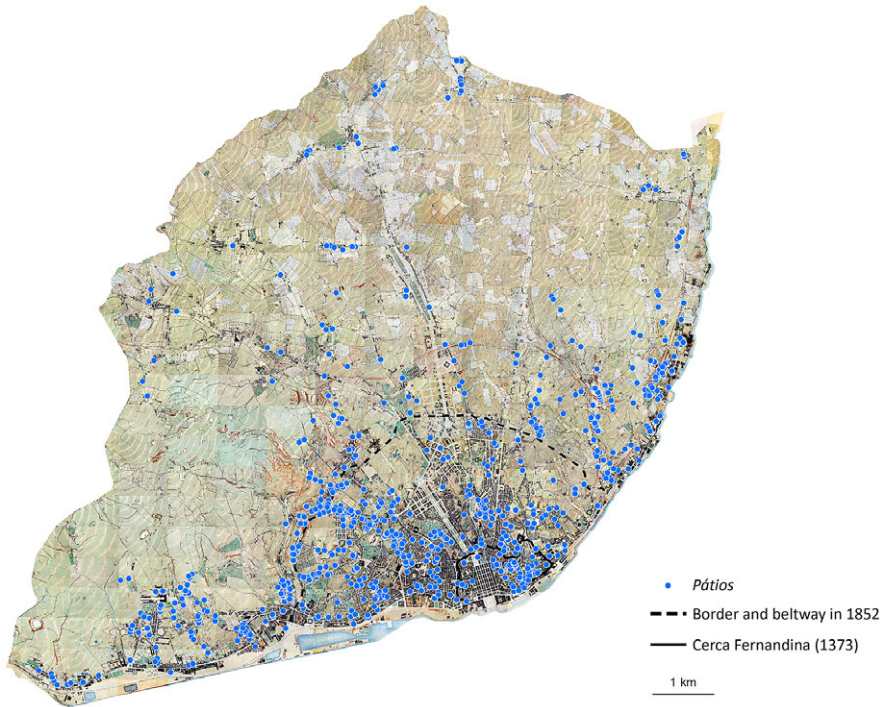 Pátios
Border and beltway in 1852
Cerca Fernandina (1373)
1 km